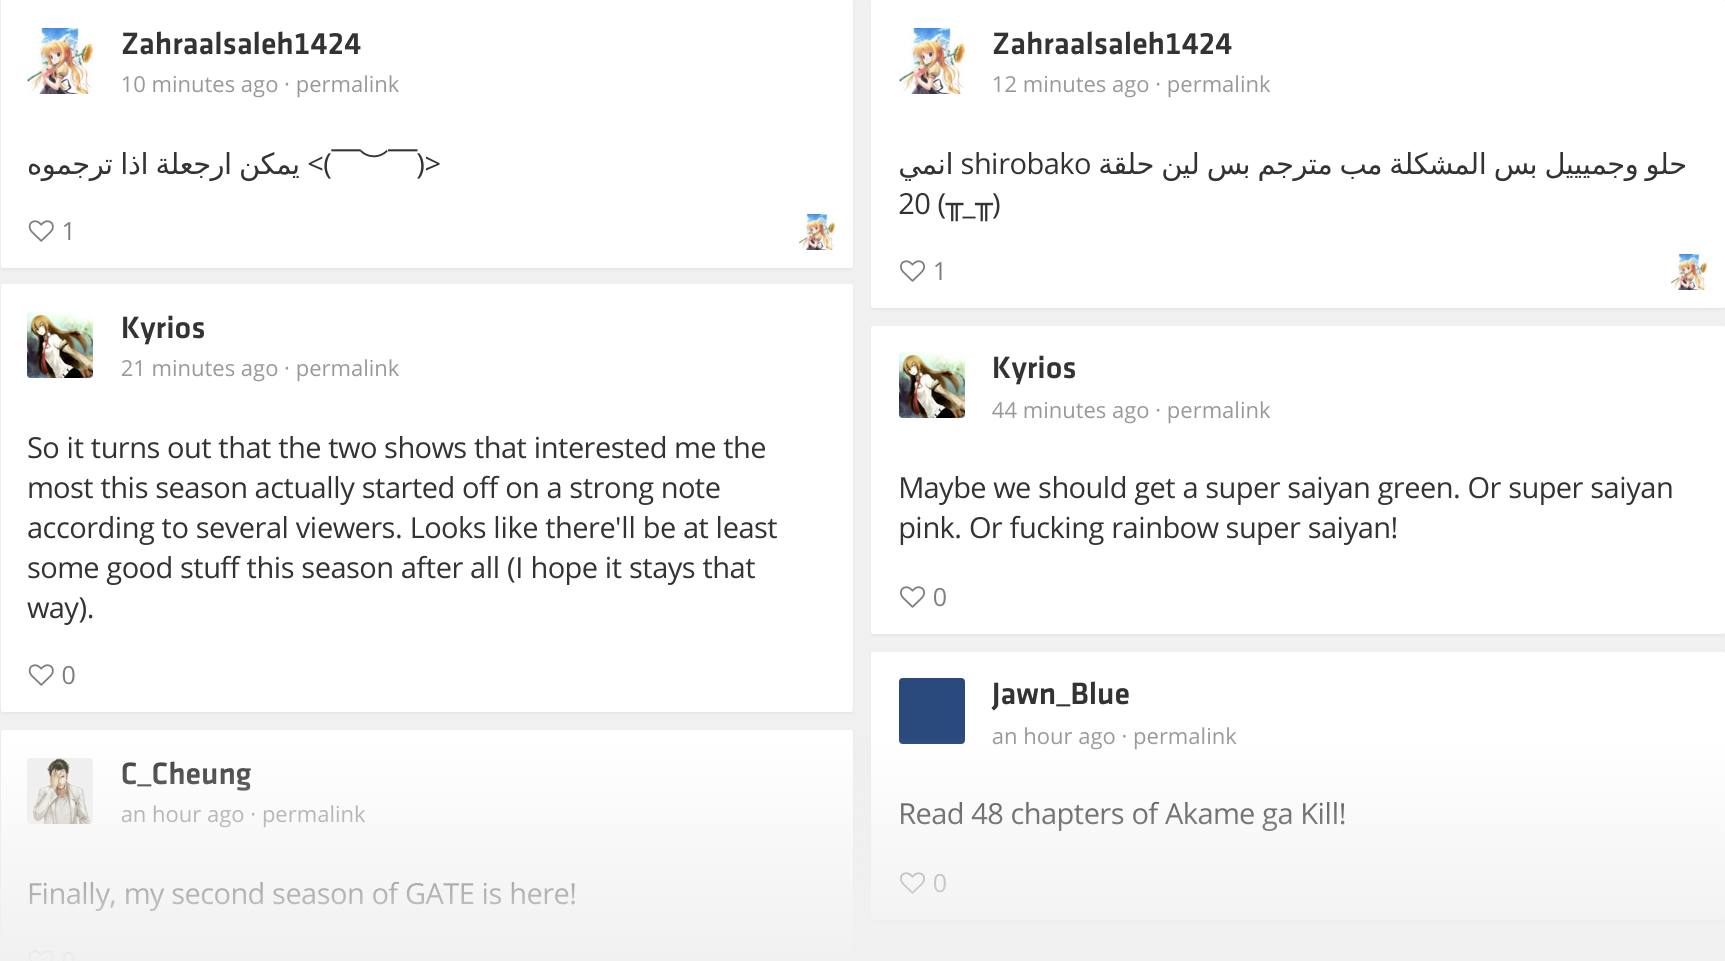 Zahraalsaleh1424
10 minutes ago · permalink
يمكن ارجعلة اذا ترجموه <(￣︶￣)>
1
Kyrios
21 minutes ago · permalink
So it turns out that the two shows that interested me the
most this season actually started off on a strong note
according to several viewers. Looks like there'll be at least
some good stuff this season after all (I hope it stays that
way).
0
C_Cheung
an hour ago · permalink
Finally, my second season of GATE is here!
0
Zahraalsaleh1424
12 minutes ago · permalink
انمي shirobako حلو وجمييييل بس المشكلة مب مترجم بس لين حلقة
20 (╥_╥)
1
Kyrios
44 minutes ago · permalink
Maybe we should get a super saiyan green. Or super saiyan
pink. Or fucking rainbow super saiyan!
0
Jawn_Blue
an hour ago · permalink
Read 48 chapters of Akame ga Kill!
0